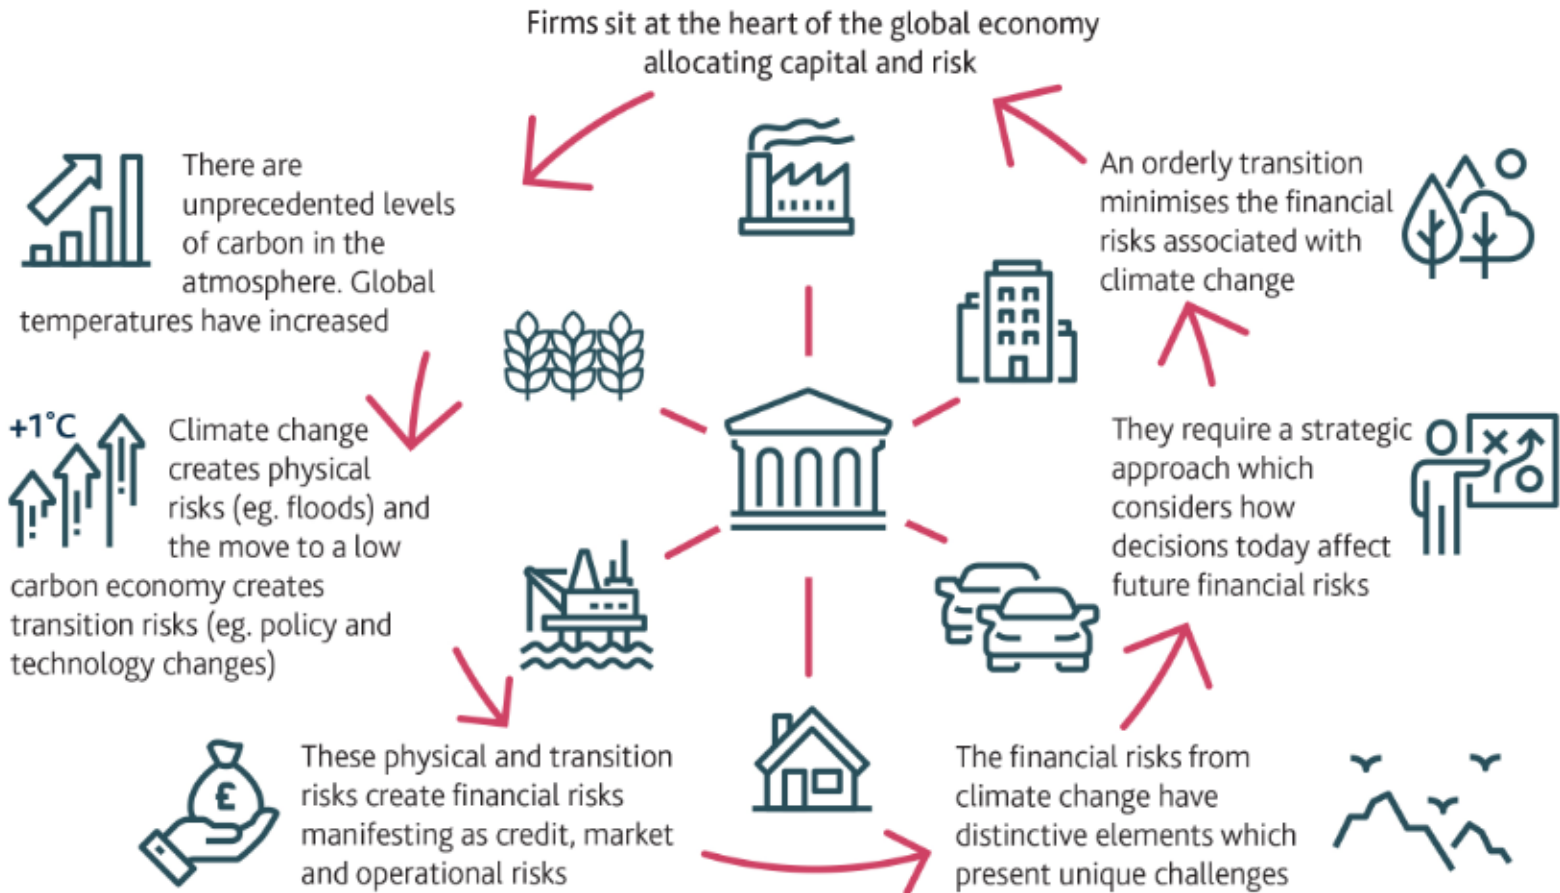 Firms sit at the heart of the global economy
allocating capital and risk
There are
unprecedented levels
of carbon in the
atmosphere. Global
temperatures have increased
+1°C
Climate change
creates physical
risks (eg. floods) and
the move to a low
carbon economy creates
transition risks (eg. policy and
technology changes)
£
These physical and transition
risks create financial risks
manifesting as credit, market
and operational risks
The financial risks from
climate change have
distinctive elements which
present unique challenges
They require a strategic
approach which
considers how
decisions today affect
future financial risks
An orderly transition
minimises the financial
risks associated with
climate change